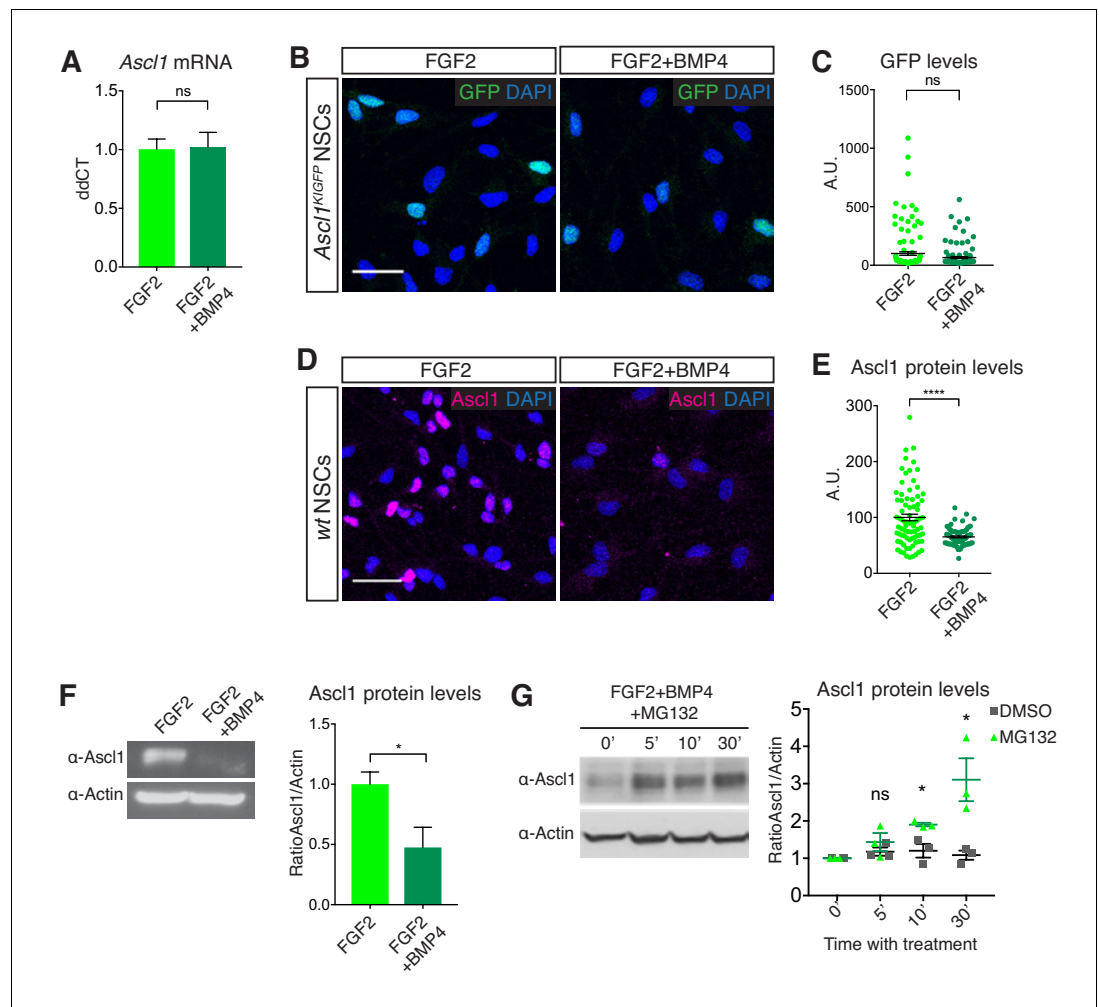 A
Ascl1 mRNA
ns
ddCT
1.5
1.0
0.5
0.0
FGF2
FGF2
+BMP4
B
FGF2
FGF2+BMP4
Ascl1KIGFP NSCs
GFP DAPI
GFP DAPI
C
GFP levels
ns
A.U.
1500
1000
500
0
FGF2
FGF2
+BMP4
D
FGF2
FGF2+BMP4
wt NSCs
Ascl1 DAPI
Ascl1 DAPI
E
Ascl1 protein levels
****
A.U.
300
200
100
0
FGF2
FGF2
+BMP4
F
FGF2
FGF2
+BMP4
α-Ascl1
α-Actin
Ascl1 protein levels
*
RatioAscl1/Actin
1.5
1.0
0.5
0.0
FGF2
FGF2
+BMP4
G
FGF2+BMP4
+MG132
0' 5' 10' 30'
α-Ascl1
α-Actin
Ascl1 protein levels
DMSO
MG132
ns
*
*
RatioAscl1/Actin
5
4
3
2
1
0
0' 5' 10' 30'
Time with treatment